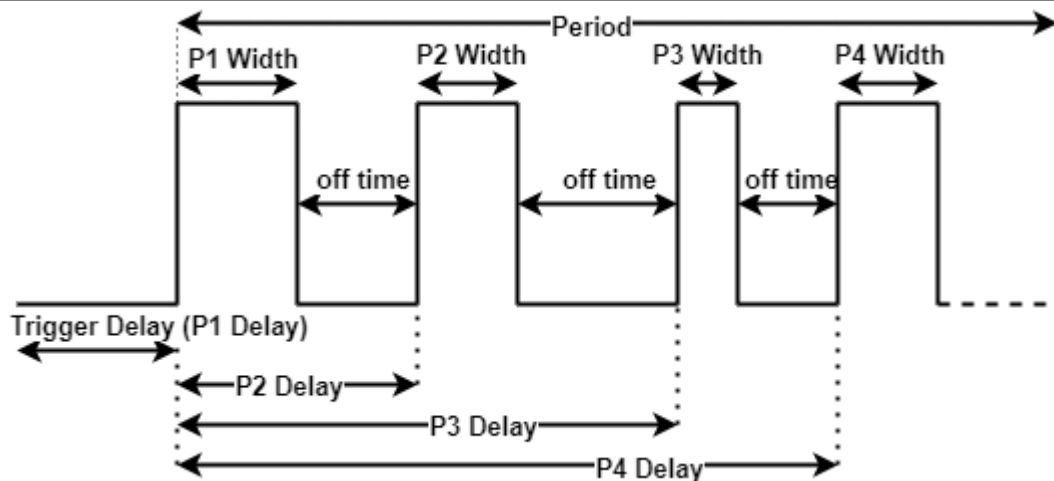 Period
P1 Width
P2 Width
P3 Width
P4 Width
off time
off time
off time
Trigger Delay (P1 Delay)
P2 Delay
P3 Delay
P4 Delay